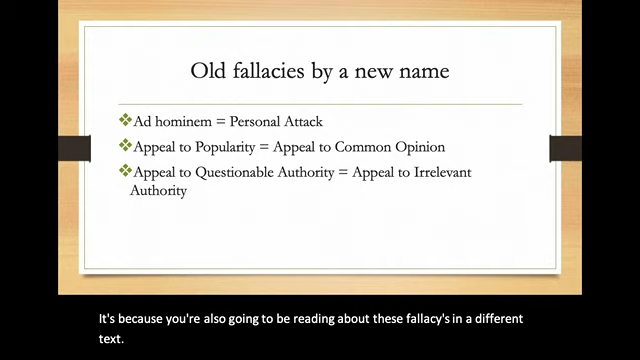 Old fallacies by a new name
Ad hominem = Personal Attack
Appeal to Popularity = Appeal to Common Opinion
Appeal to Questionable Authority = Appeal to Irrelevant
Authority
It's because you're also going to be reading about these fallacy's in a different
text.